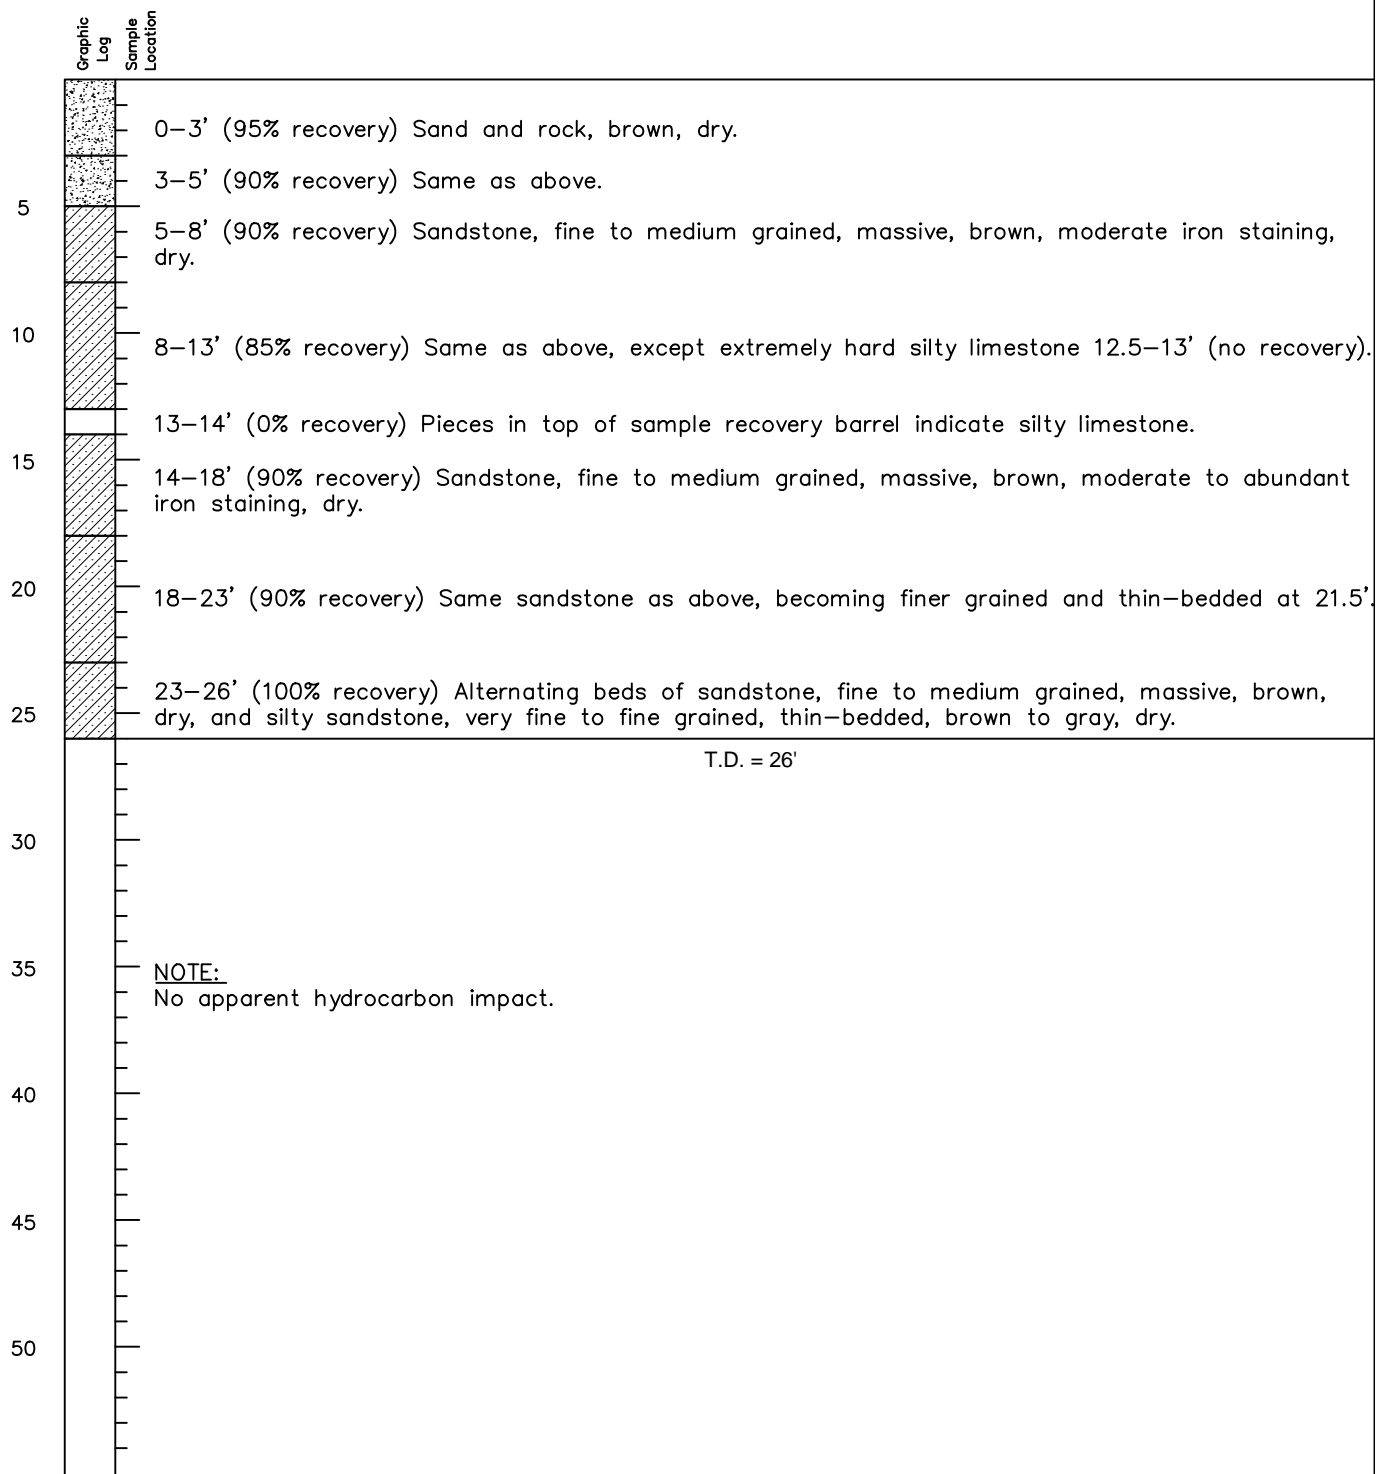 Graphic
Log
Sample
Location
0–3' (95% recovery) Sand and rock, brown, dry.
3–5' (90% recovery) Same as above.
5
5–8' (90% recovery) Sandstone, fine to medium grained, massive, brown, moderate iron staining,
dry.
10
8–13' (85% recovery) Same as above, except extremely hard silty limestone 12.5–13' (no recovery).
13–14' (0% recovery) Pieces in top of sample recovery barrel indicate silty limestone.
15
14–18' (90% recovery) Sandstone, fine to medium grained, massive, brown, moderate to abundant
iron staining, dry.
20
18–23' (90% recovery) Same sandstone as above, becoming finer grained and thin–bedded at 21.5'.
23–26' (100% recovery) Alternating beds of sandstone, fine to medium grained, massive, brown,
25
dry, and silty sandstone, very fine to fine grained, thin–bedded, brown to gray, dry.
T.D. = 26'
30
35
NOTE:
No apparent hydrocarbon impact.
40
45
50